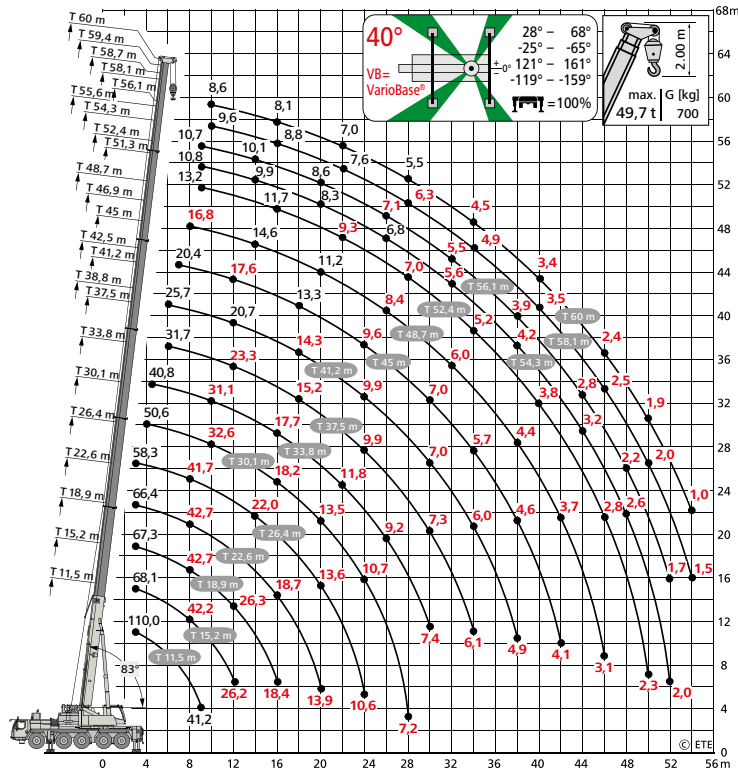 T 60 m
T 59,4 m
T 58,7 m
T 58,1 m
T 56,1 m
T 55,6 m
T 54,3 m
T 52,4 m
T 51,3 m
T 48,7 m
T 46,9 m
T 45 m
T 42,5 m
T 41,2 m
T 38,8 m
T 37,5 m
T 33,8 m
T 30,1 m
T 26,4 m
T 22,6 m
T 18,9 m
T 15,2 m
T 11,5 m
83°
40°
VB=
VarioBase®
+
–
0°
28° – 68°
-25° – -65°
121° – 161°
-119° – -159°
=100%
2.00 m
max.
49,7 t
G [kg]
700
8,6 8,1 7,0 5,5 4,5 3,4 2,4 1,9 1,0
9,6 8,8 7,6 6,3 4,9 3,5 2,5 2,0 1,5
10,7 10,1 8,6 7,1 5,5 3,9 2,8 2,2 1,7
10,8 9,9 8,3 6,8 5,6 4,2 3,2 2,6 2,0
13,2 11,7 9,3 7,0 5,2 3,8 2,8 2,3
16,8 14,6 11,2 8,4 6,0 4,4 3,7 3,1
20,4 17,6 13,3 9,6 7,0 5,7 4,6 4,1
25,7 20,7 14,3 9,9 7,0 6,0 4,9
31,7 23,3 15,2 9,9 7,3 6,1
40,8 31,1 17,7 11,8 9,2 7,4
50,6 32,6 18,2 13,5 10,7 7,2
58,3 41,7 22,0 13,6 10,6
66,4 42,7 18,7 13,9
67,3 42,7 26,3 18,4
68,1 42,2 26,2
110,0 41,2
T 60 m
T 58,1 m
T 56,1 m
T 54,3 m
T 52,4 m
T 48,7 m
T 45 m
T 41,2 m
T 37,5 m
T 33,8 m
T 30,1 m
T 26,4 m
T 22,6 m
T 18,9 m
T 15,2 m
T 11,5 m
68m
64
60
56
52
48
44
40
36
32
28
24
20
16
12
8
4
0
© ETE
0 4 8 12 16 20 24 28 32 36 40 44 48 52 56 m